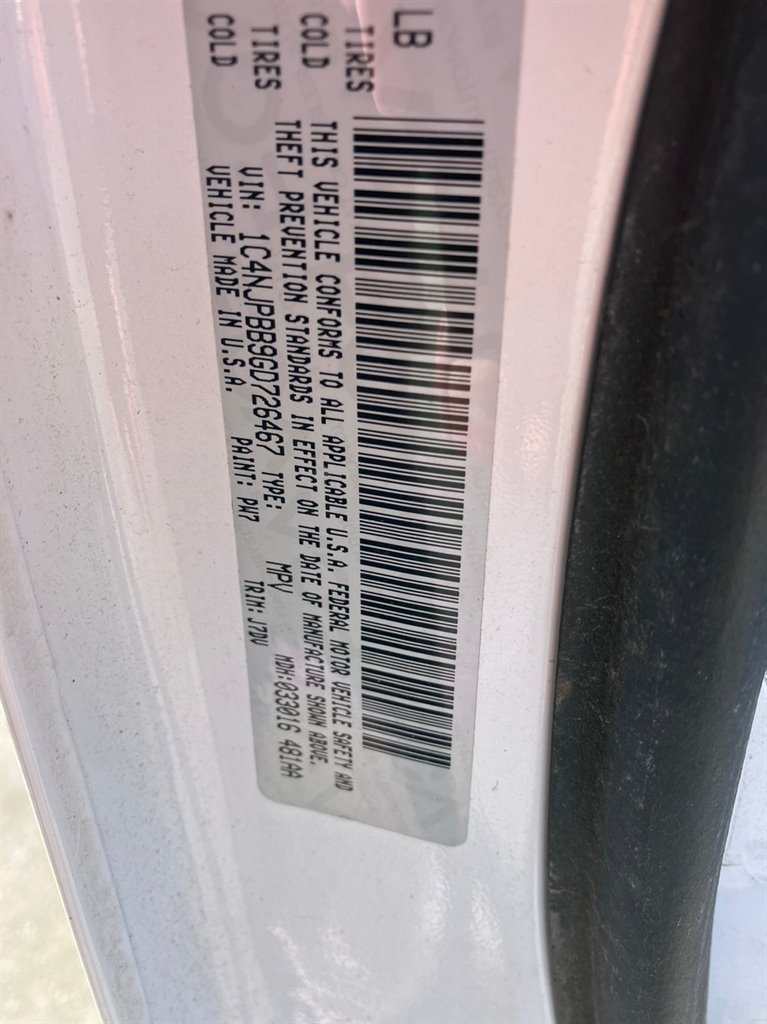 LB
TIRES
COLD
TIRES
COLD
THIS VEHICLE CONFORMS TO ALL APPLICABLE U.S.A. FEDERAL MOTOR VEHICLE SAFETY AND
THEFT PREVENTION STANDARDS IN EFFECT ON THE DATE OF MANUFACTURE SHOWN ABOVE.
VIN: 1C4NJPBB9GD726467 TYPE: MPV MDH:033016 481AA
VEHICLE MADE IN U.S.A. PAINT: PW7 TRIM: J7DV